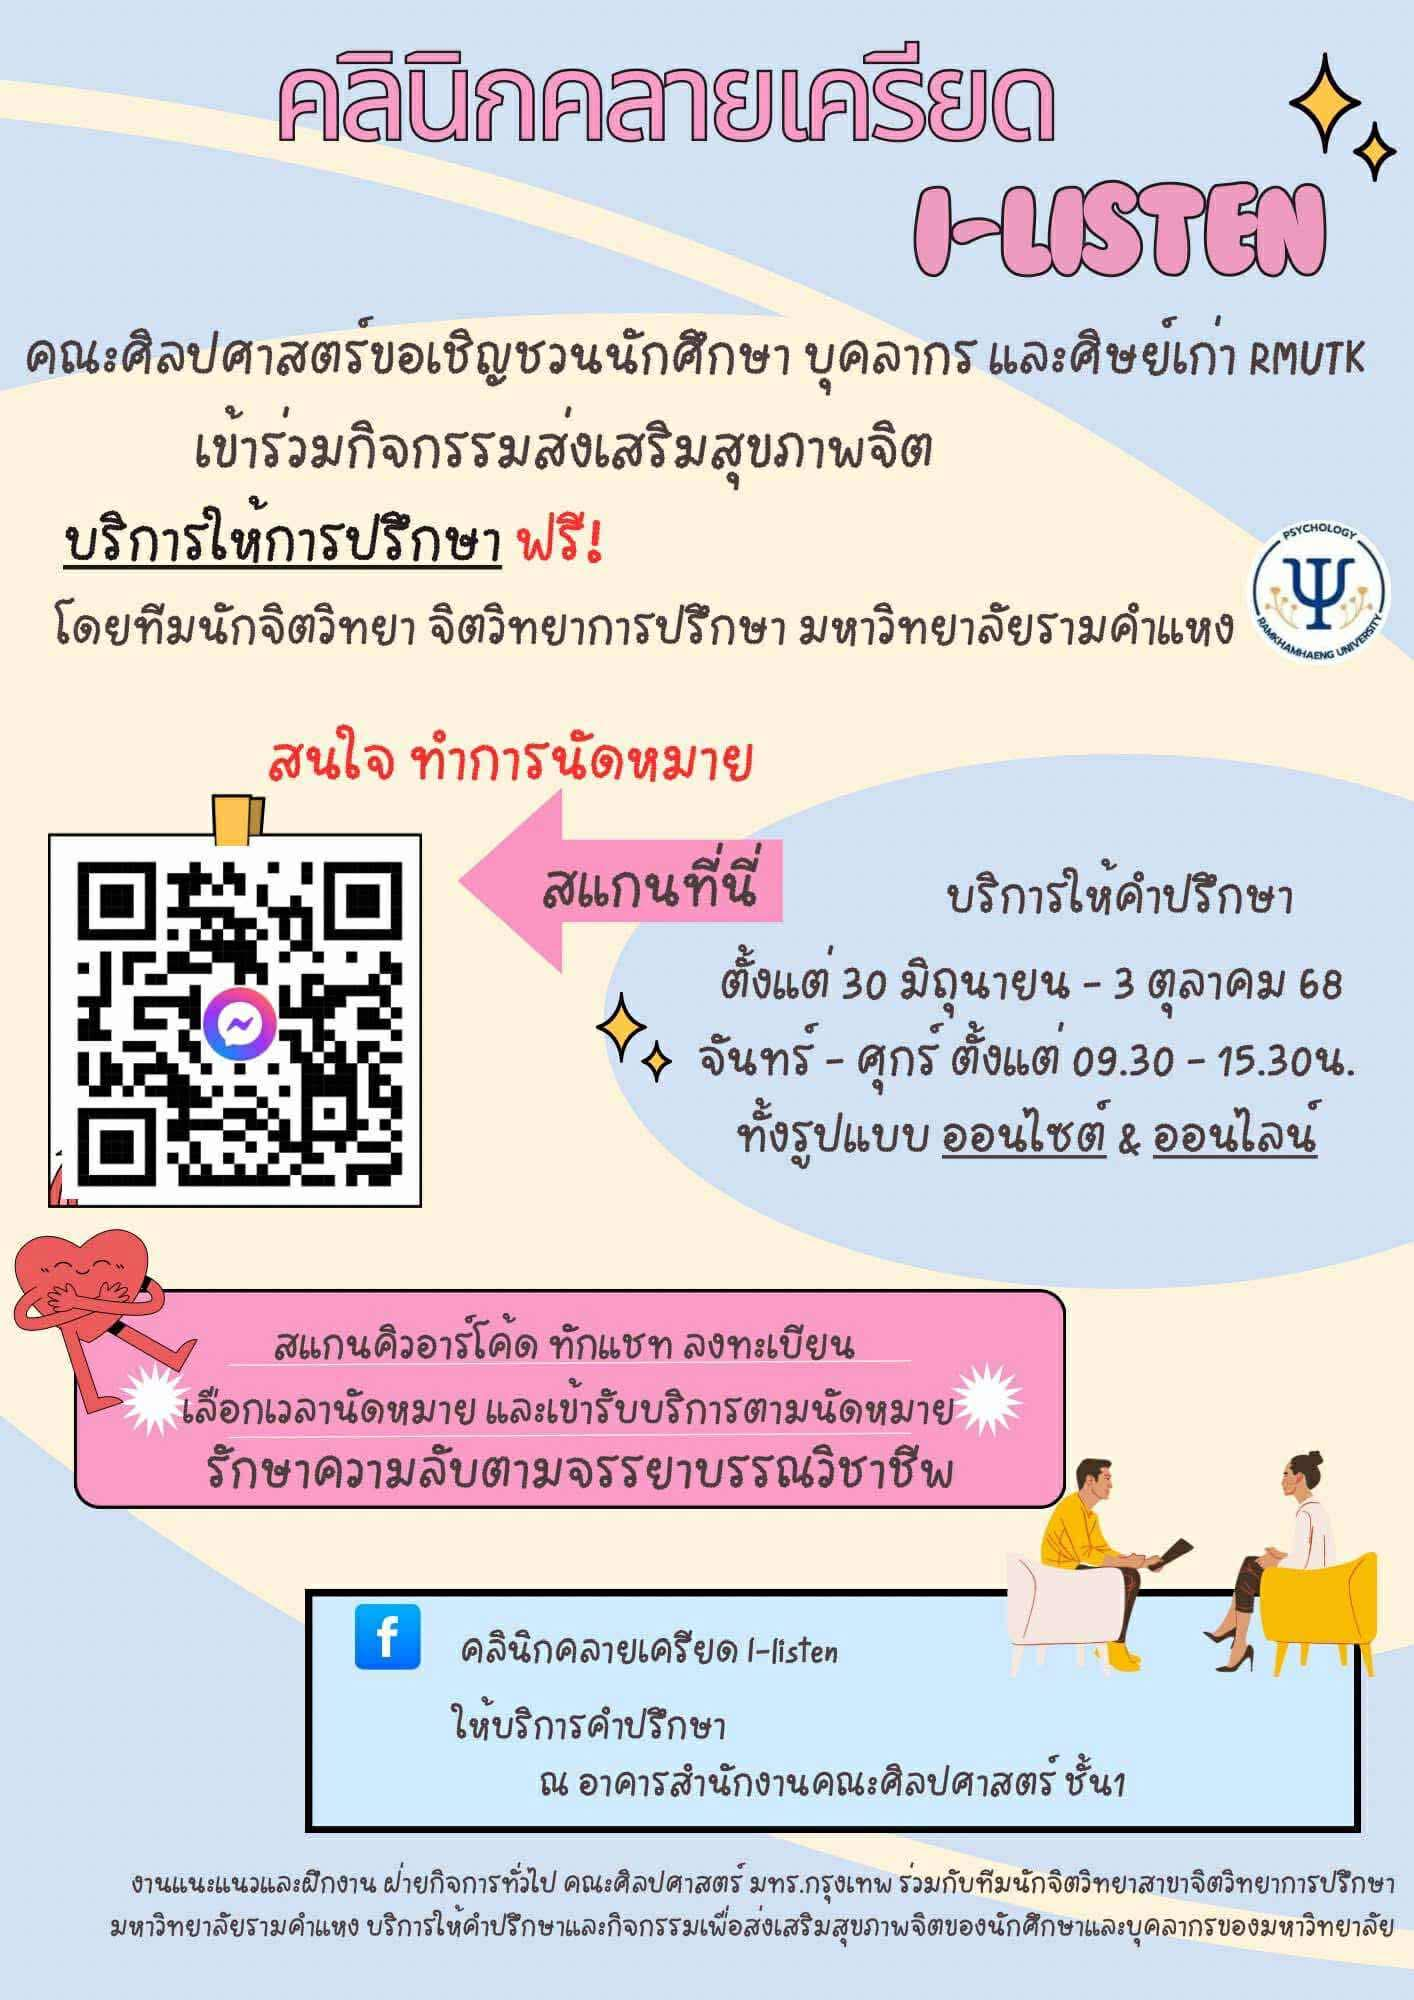 คลินิกคลายเครียด
I-LISTEN
คณะศิลปศาสตร์ขอเชิญชวนนักศึกษา บุคลากร และศิษย์เก่า RMUTK
เข้าร่วมกิจกรรมส่งเสริมสุขภาพจิต
บริการให้การปรึกษา ฟรี!
โดยทีมนักจิตวิทยา จิตวิทยาการปรึกษา มหาวิทยาลัยรามคำแหง
PSYCHOLOGY
RAMKHAMHAENG UNIVERSITY
สนใจ ทำการนัดหมาย
สแกนที่นี่
บริการให้คำปรึกษา
ตั้งแต่ 30 มิถุนายน - 3 ตุลาคม 68
จันทร์ - ศุกร์ ตั้งแต่ 09.30 - 15.30น.
ทั้งรูปแบบ ออนไซต์ & ออนไลน์
สแกนคิวอาร์โค้ด ทักแชท ลงทะเบียน
เลือกเวลานัดหมาย และเข้ารับบริการตามนัดหมาย
รักษาความลับตามจรรยาบรรณวิชาชีพ
คลินิกคลายเครียด I-listen
ให้บริการคำปรึกษา
ณ อาคารสำนักงานคณะศิลปศาสตร์ ชั้น1
งานแนะแนวและฝึกงาน ฝ่ายกิจการทั่วไป คณะศิลปศาสตร์ มทร.กรุงเทพ ร่วมกับทีมนักจิตวิทยาสาขาจิตวิทยาการปรึกษา
มหาวิทยาลัยรามคำแหง บริการให้คำปรึกษาและกิจกรรมเพื่อส่งเสริมสุขภาพจิตของนักศึกษาและบุคลากรของมหาวิทยาลัย